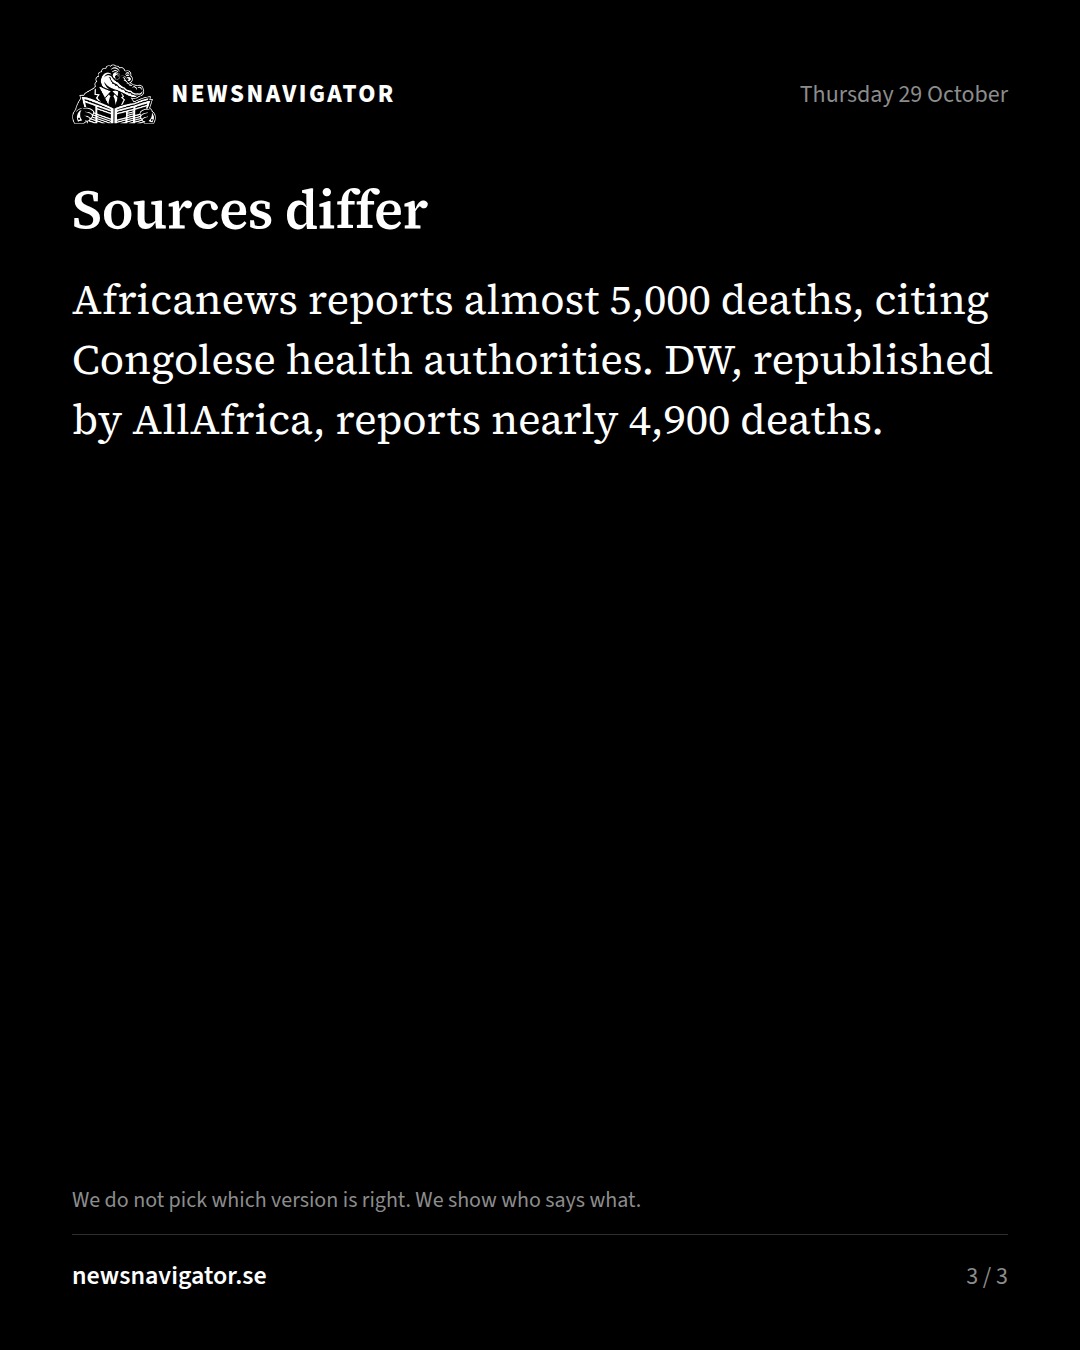 NEWSNAVIGATOR
Thursday 29 October
Sources differ
Africanews reports almost 5,000 deaths, citing
Congolese health authorities. DW, republished
by AllAfrica, reports nearly 4,900 deaths.
We do not pick which version is right. We show who says what.
newsnavigator.se
3 / 3